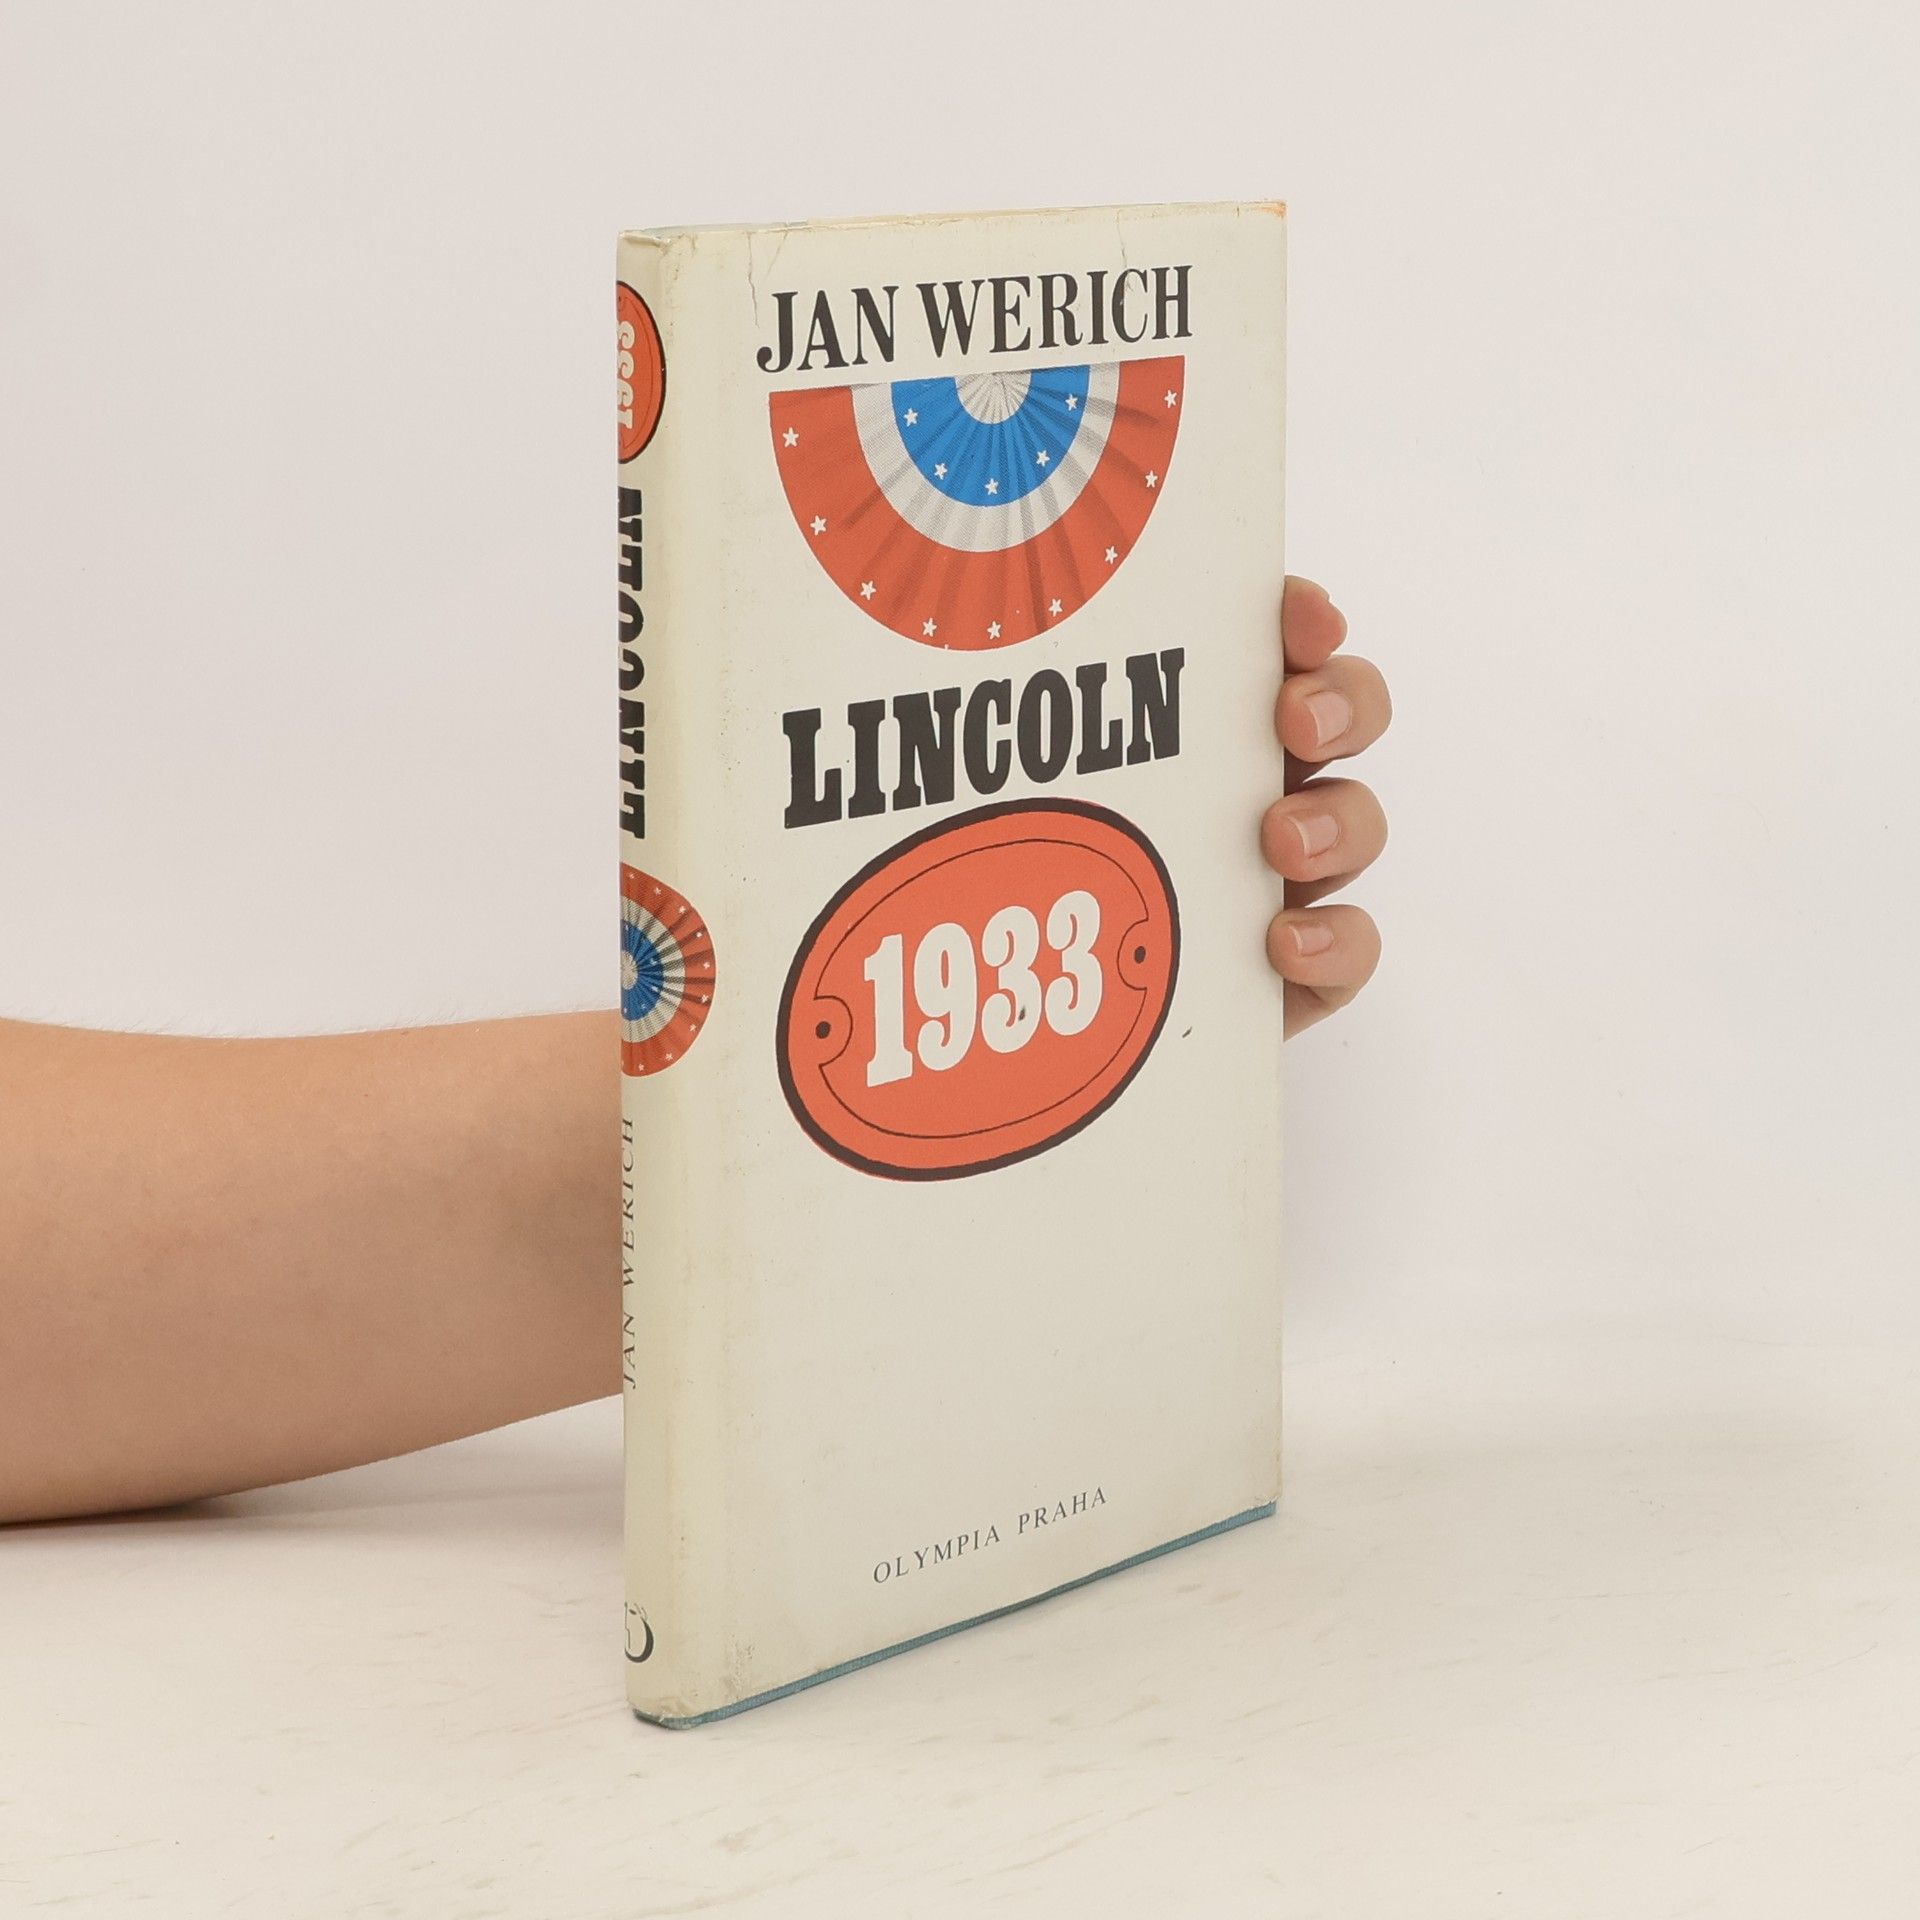 JAN WERICH
LINCOLN
1933
OLYMPIA PRAHA
1933
LINCOLN
JAN WERICH